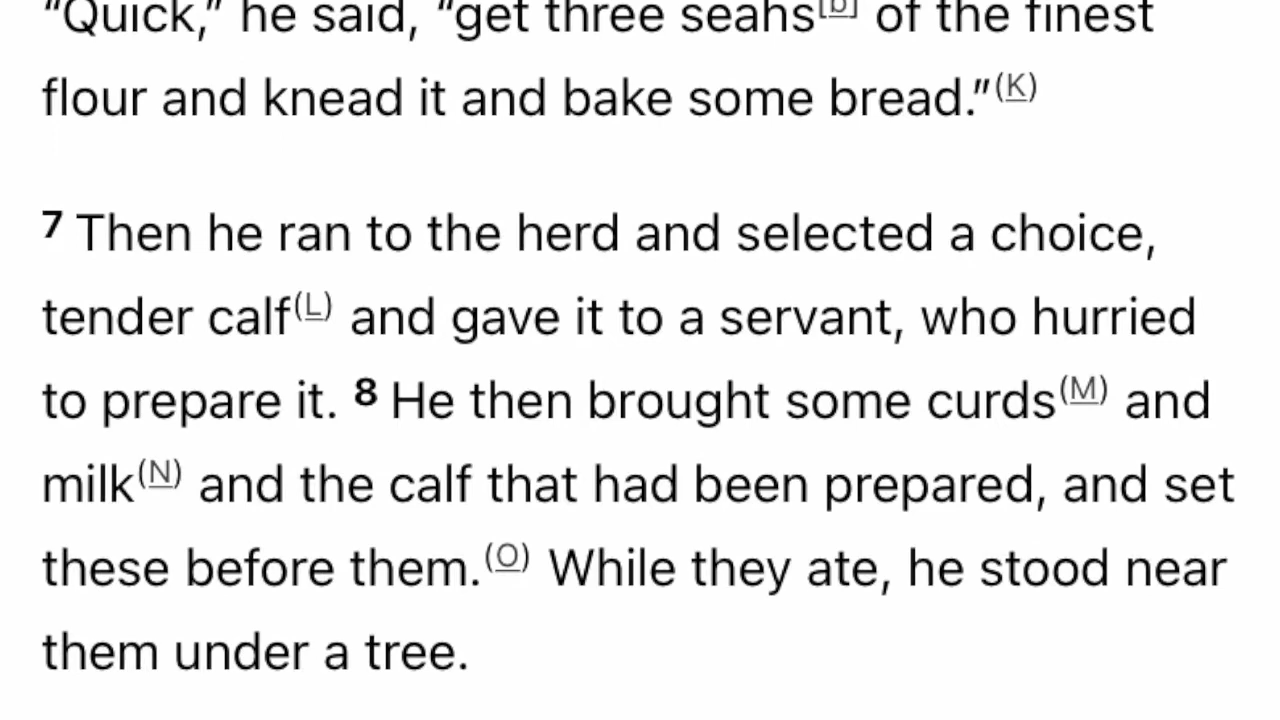 “Quick,” he said, “get three seahs[b] of the finest
flour and knead it and bake some bread.”(K)
7 Then he ran to the herd and selected a choice,
tender calf(L) and gave it to a servant, who hurried
to prepare it. 8 He then brought some curds(M) and
milk(N) and the calf that had been prepared, and set
these before them.(O) While they ate, he stood near
them under a tree.